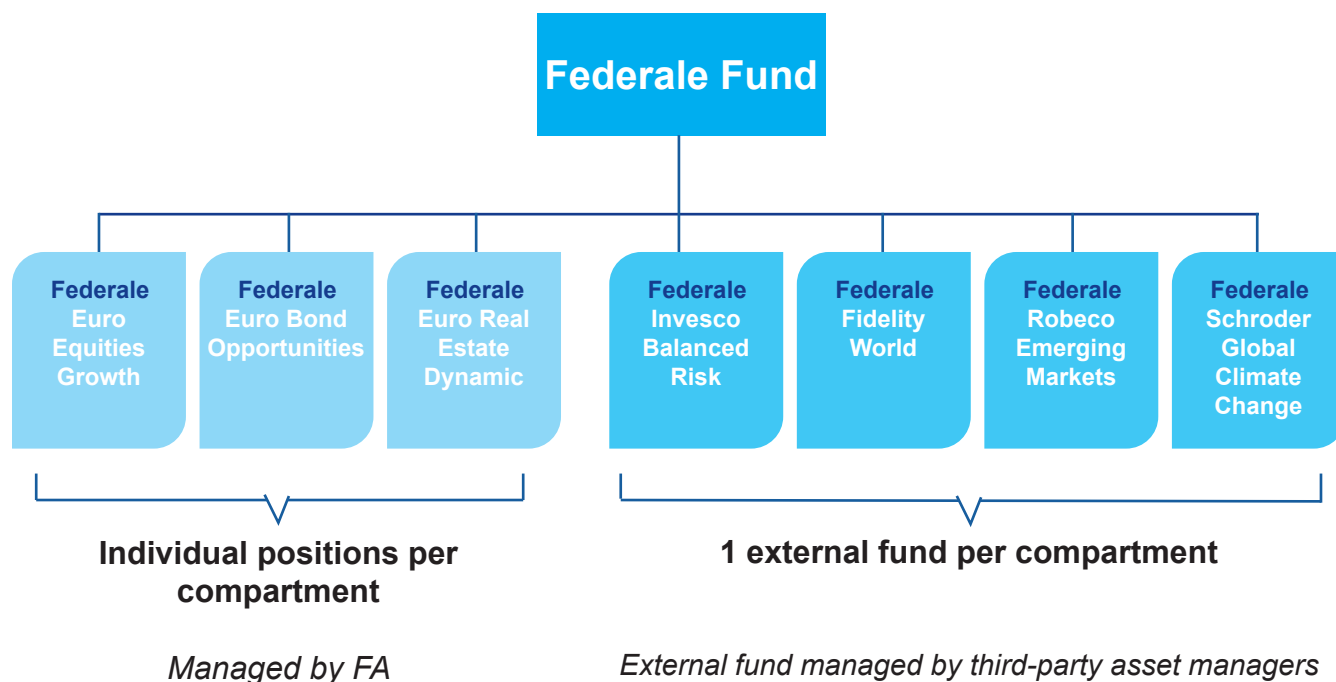 Federale Fund
Federale
Euro
Equities
Growth
Federale
Euro Bond
Opportunities
Federale
Euro Real
Estate
Dynamic
Federale
Invesco
Balanced
Risk
Federale
Fidelity
World
Federale
Robeco
Emerging
Markets
Federale
Schroder
Global
Climate
Change
Individual positions per
compartment
Managed by FA
1 external fund per compartment
External fund managed by third-party asset managers